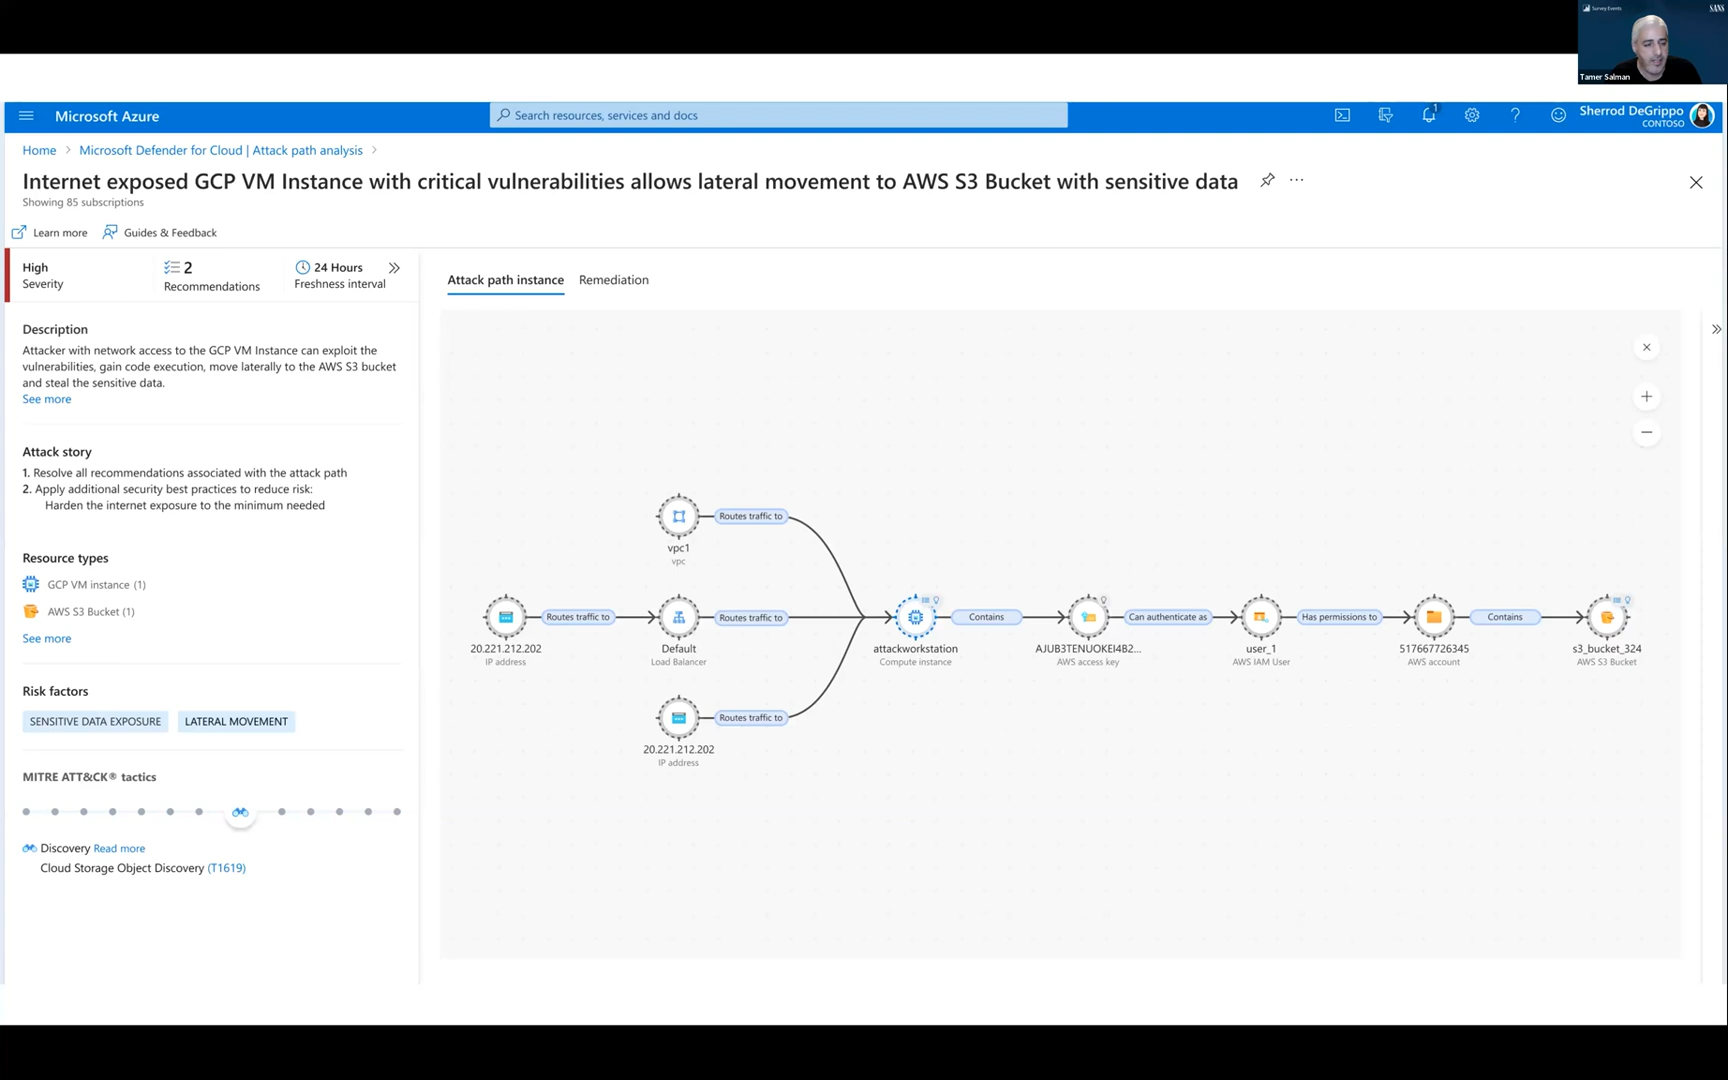 Survey Events
SANS
Tamer Salman
Microsoft Azure
Search resources, services and docs
1
Sherrod DeGrippo
CONTOSO
Home > Microsoft Defender for Cloud | Attack path analysis >
Internet exposed GCP VM Instance with critical vulnerabilities allows lateral movement to AWS S3 Bucket with sensitive data
Showing 85 subscriptions
Learn more
Guides & Feedback
High
Severity
2
Recommendations
24 Hours
Freshness interval
Description
Attacker with network access to the GCP VM Instance can exploit the
vulnerabilities, gain code execution, move laterally to the AWS S3 bucket
and steal the sensitive data.
See more
Attack story
1. Resolve all recommendations associated with the attack path
2. Apply additional security best practices to reduce risk:
Harden the internet exposure to the minimum needed
Resource types
GCP VM instance (1)
AWS S3 Bucket (1)
See more
Risk factors
SENSITIVE DATA EXPOSURE
LATERAL MOVEMENT
MITRE ATT&CK® tactics
Discovery Read more
Cloud Storage Object Discovery (T1619)
Attack path instance
Remediation
Routes traffic to
vpc1
vpc
Routes traffic to
Routes traffic to
Contains
Can authenticate as
Has permissions to
Contains
20.221.212.202
IP address
Default
Load Balancer
attackworkstation
Compute instance
AJUB3TENUOKEI4B2...
AWS access key
user_1
AWS IAM User
517667726345
AWS account
s3_bucket_324
AWS S3 Bucket
Routes traffic to
20.221.212.202
IP address